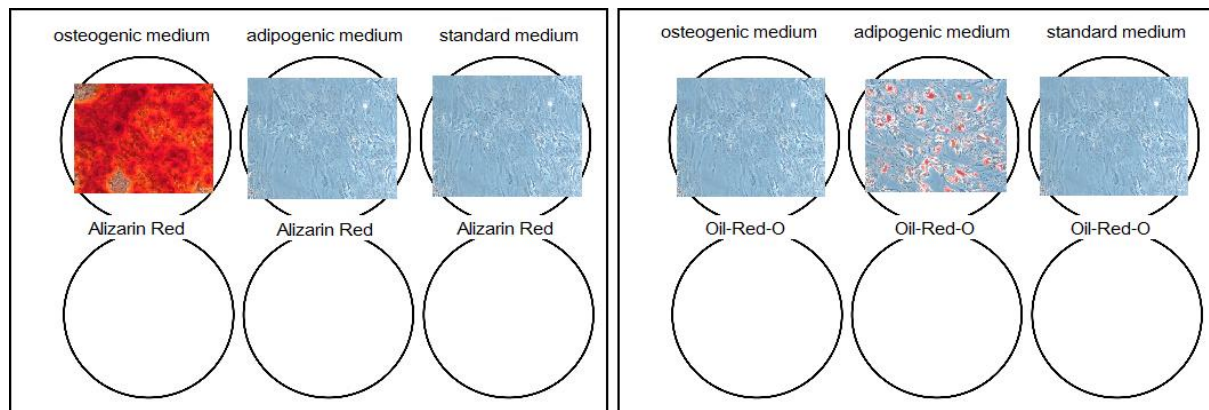 osteogenic medium adipogenic medium standard medium
Alizarin Red Alizarin Red Alizarin Red
osteogenic medium adipogenic medium standard medium
Oil-Red-O Oil-Red-O Oil-Red-O